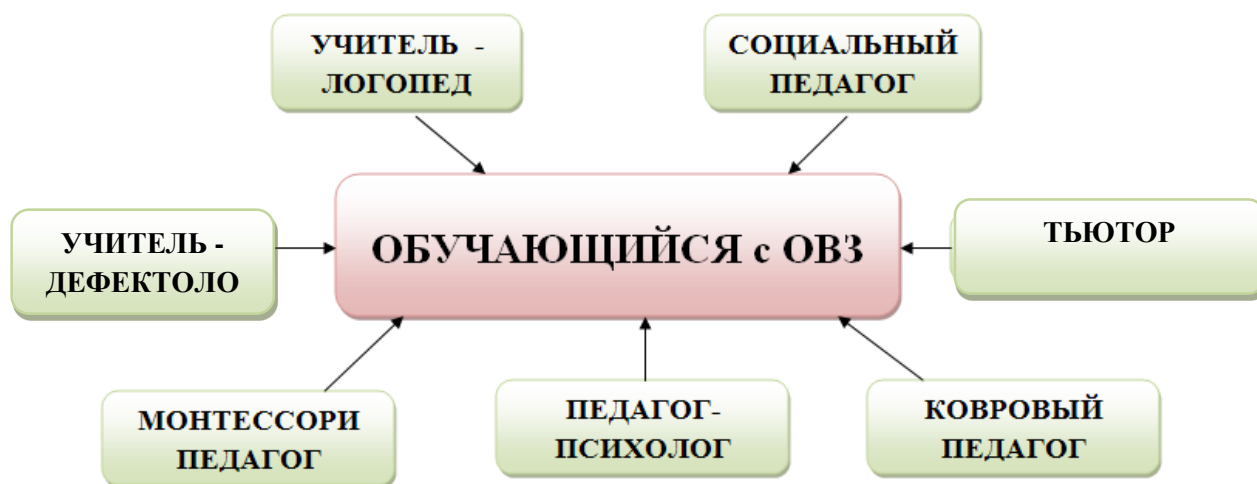 УЧИТЕЛЬ -
ЛОГОПЕД
СОЦИАЛЬНЫЙ
ПЕДАГОГ
УЧИТЕЛЬ -
ДЕФЕКТОЛО
ОБУЧАЮЩИЙСЯ с ОВЗ
ТЬЮТОР
МОНТЕССОРИ
ПЕДАГОГ
ПЕДАГОГ-
ПСИХОЛОГ
КОВРОВЫЙ
ПЕДАГОГ